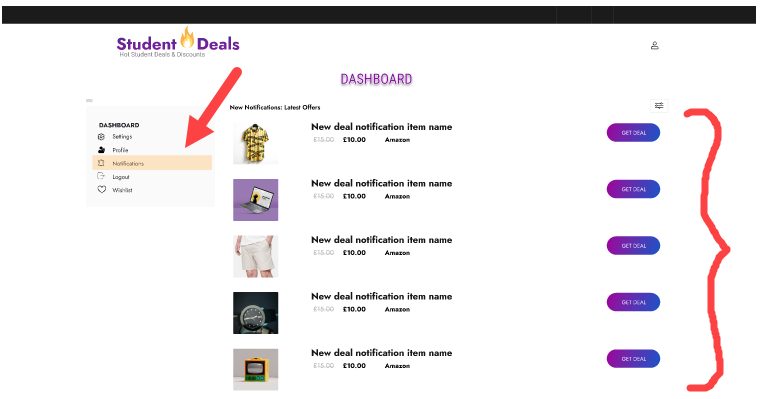 Student Deals
Hot Student Deals & Discounts
DASHBOARD
DASHBOARD
Settings
Profile
Notifications
Logout
Wishlist
New Notifications: Latest Offers
New deal notification item name
£15.00 £10.00 Amazon
GET DEAL
New deal notification item name
£15.00 £10.00 Amazon
GET DEAL
New deal notification item name
£15.00 £10.00 Amazon
GET DEAL
New deal notification item name
£15.00 £10.00 Amazon
GET DEAL
New deal notification item name
£15.00 £10.00 Amazon
GET DEAL